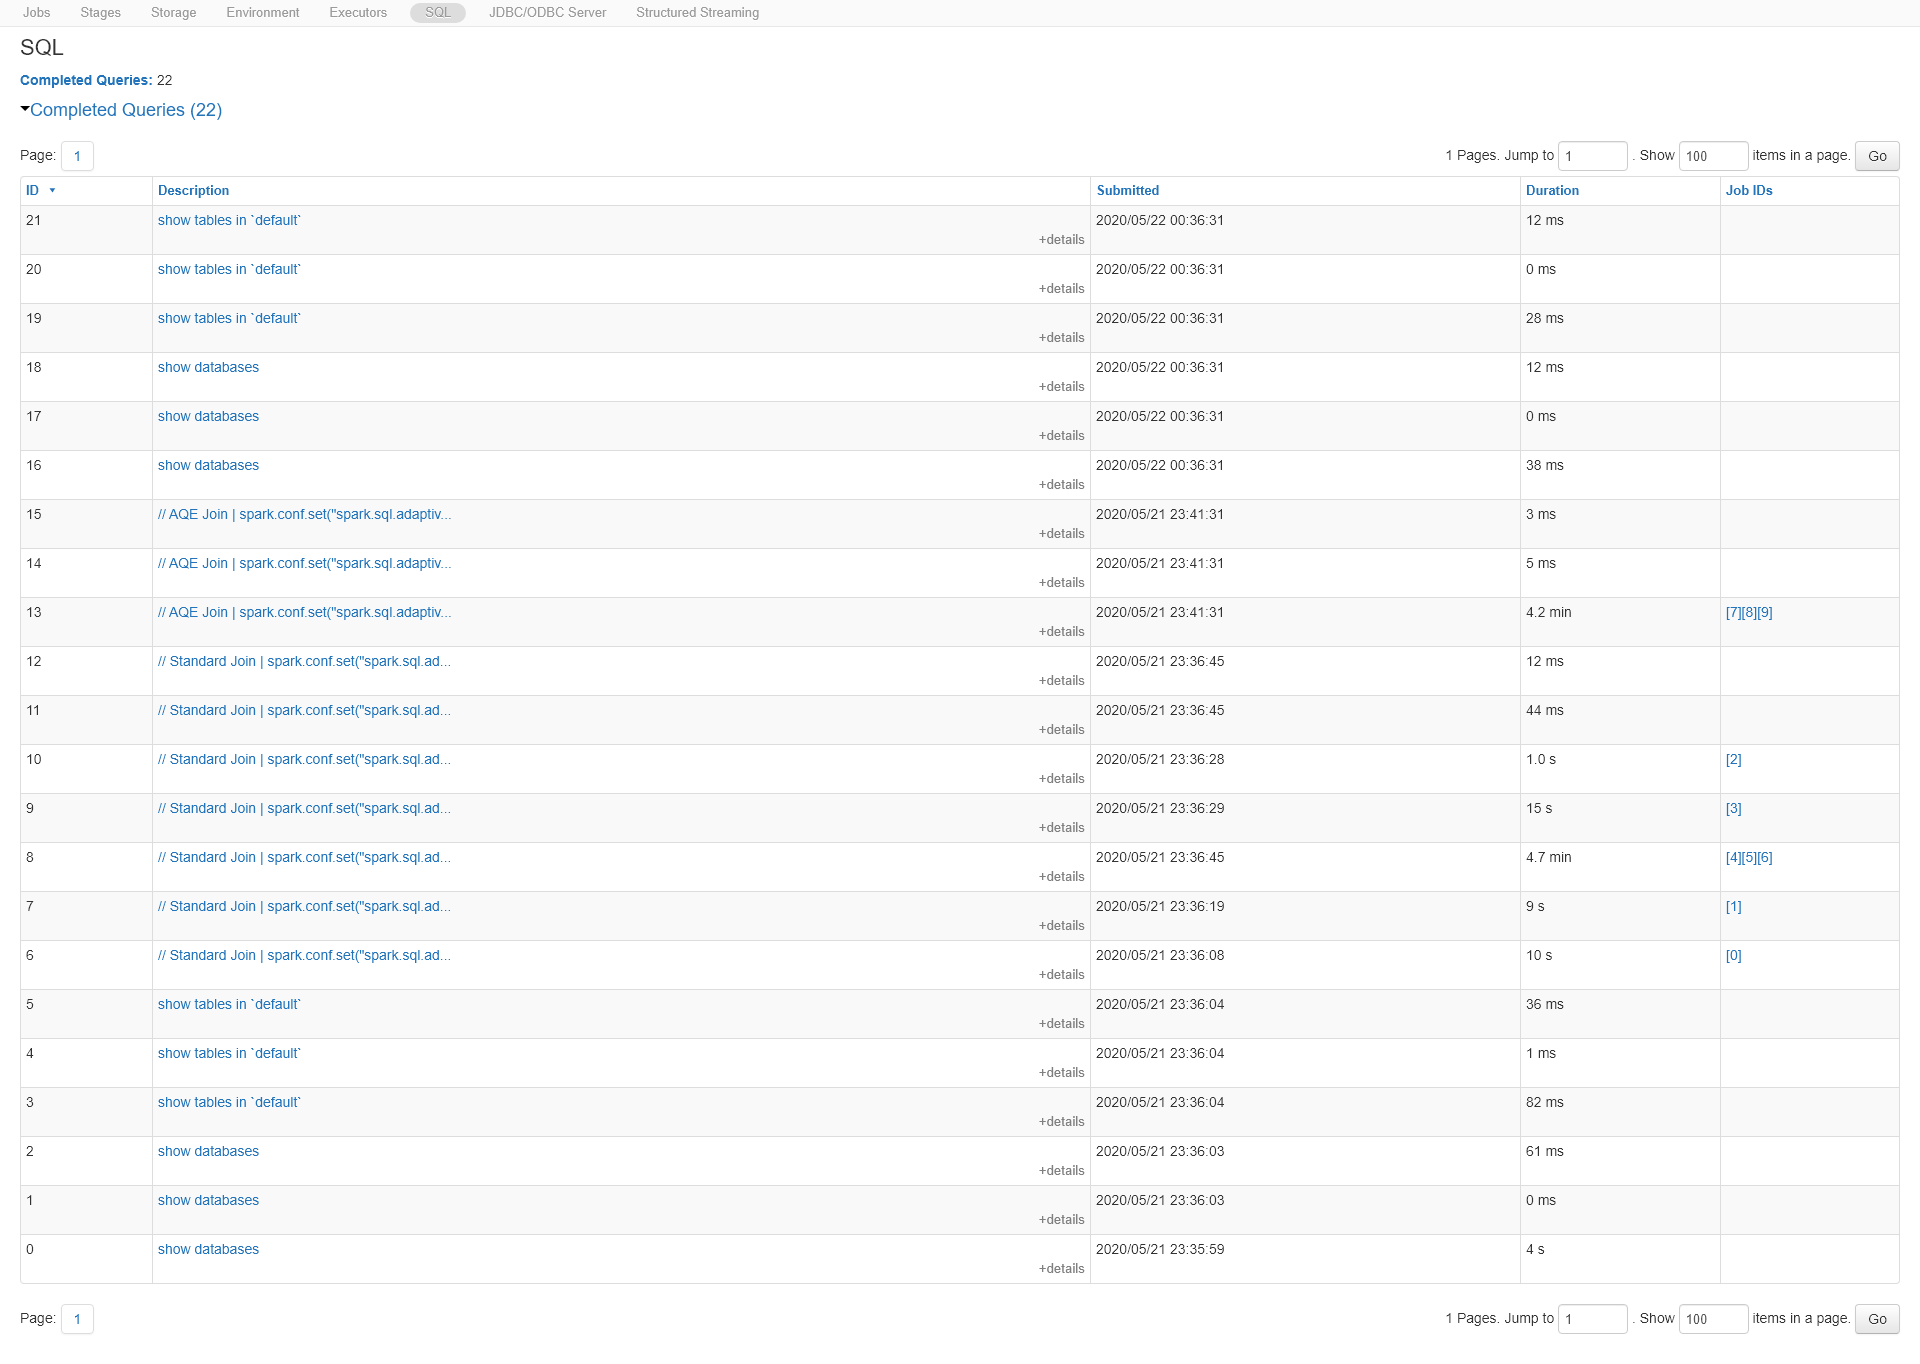 Jobs Stages Storage Environment Executors SQL JDBC/ODBC Server Structured Streaming
SQL
Completed Queries: 22
Completed Queries (22)
Page: 1 1 Pages. Jump to 1 . Show 100 items in a page. Go
ID Description Submitted Duration Job IDs
21 show tables in `default` 2020/05/22 00:36:31 12 ms
+details
20 show tables in `default` 2020/05/22 00:36:31 0 ms
+details
19 show tables in `default` 2020/05/22 00:36:31 28 ms
+details
18 show databases 2020/05/22 00:36:31 12 ms
+details
17 show databases 2020/05/22 00:36:31 0 ms
+details
16 show databases 2020/05/22 00:36:31 38 ms
+details
15 // AQE Join | spark.conf.set("spark.sql.adaptiv... 2020/05/21 23:41:31 3 ms
+details
14 // AQE Join | spark.conf.set("spark.sql.adaptiv... 2020/05/21 23:41:31 5 ms
+details
13 // AQE Join | spark.conf.set("spark.sql.adaptiv... 2020/05/21 23:41:31 4.2 min [7][8][9]
+details
12 // Standard Join | spark.conf.set("spark.sql.ad... 2020/05/21 23:36:45 12 ms
+details
11 // Standard Join | spark.conf.set("spark.sql.ad... 2020/05/21 23:36:45 44 ms
+details
10 // Standard Join | spark.conf.set("spark.sql.ad... 2020/05/21 23:36:28 1.0 s [2]
+details
9 // Standard Join | spark.conf.set("spark.sql.ad... 2020/05/21 23:36:29 15 s [3]
+details
8 // Standard Join | spark.conf.set("spark.sql.ad... 2020/05/21 23:36:45 4.7 min [4][5][6]
+details
7 // Standard Join | spark.conf.set("spark.sql.ad... 2020/05/21 23:36:19 9 s [1]
+details
6 // Standard Join | spark.conf.set("spark.sql.ad... 2020/05/21 23:36:08 10 s [0]
+details
5 show tables in `default` 2020/05/21 23:36:04 36 ms
+details
4 show tables in `default` 2020/05/21 23:36:04 1 ms
+details
3 show tables in `default` 2020/05/21 23:36:04 82 ms
+details
2 show databases 2020/05/21 23:36:03 61 ms
+details
1 show databases 2020/05/21 23:36:03 0 ms
+details
0 show databases 2020/05/21 23:35:59 4 s
+details
Page: 1 1 Pages. Jump to 1 . Show 100 items in a page. Go